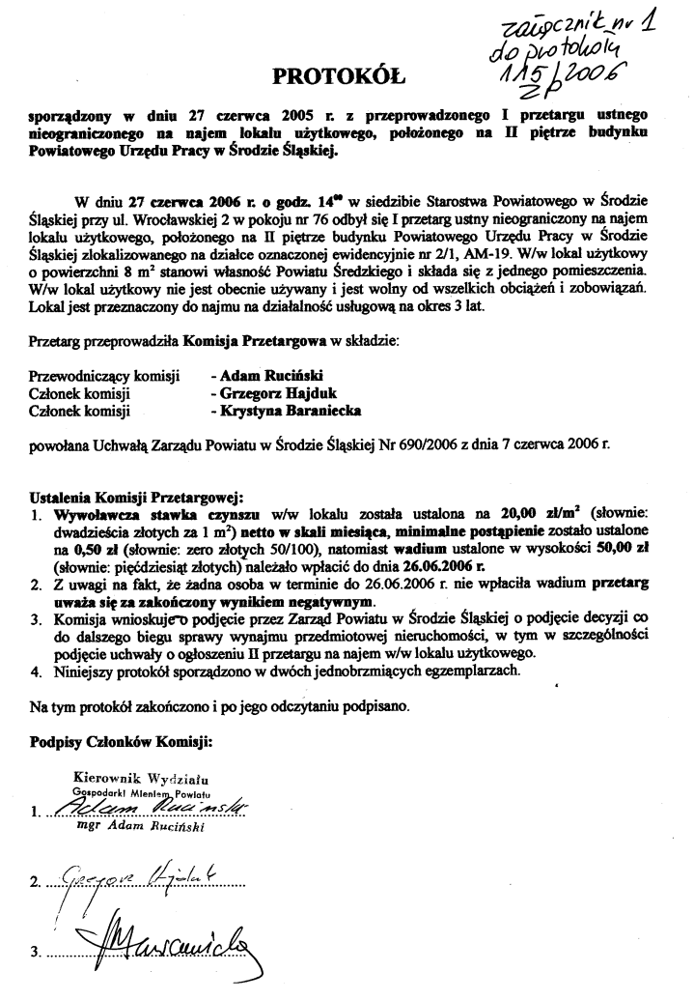 załącznik nr 1
do protokołu
115/2006
ZP
PROTOKÓŁ
sporządzony w dniu 27 czerwca 2005 r. z przeprowadzonego I przetargu ustnego
nieograniczonego na najem lokalu użytkowego, położonego na II piętrze budynku
Powiatowego Urzędu Pracy w Środzie Śląskiej.
W dniu 27 czerwca 2006 r. o godz. 14⁰⁰ w siedzibie Starostwa Powiatowego w Środzie
Śląskiej przy ul. Wrocławskiej 2 w pokoju nr 76 odbył się I przetarg ustny nieograniczony na najem
lokalu użytkowego, położonego na II piętrze budynku Powiatowego Urzędu Pracy w Środzie
Śląskiej zlokalizowanego na działce oznaczonej ewidencyjnie nr 2/1, AM-19. W/w lokal użytkowy
o powierzchni 8 m² stanowi własność Powiatu Średzkiego i składa się z jednego pomieszczenia.
W/w lokal użytkowy nie jest obecnie używany i jest wolny od wszelkich obciążeń i zobowiązań.
Lokal jest przeznaczony do najmu na działalność usługową na okres 3 lat.
Przetarg przeprowadziła Komisja Przetargowa w składzie:
Przewodniczący komisji - Adam Ruciński
Członek komisji - Grzegorz Hajduk
Członek komisji - Krystyna Baraniecka
powołana Uchwałą Zarządu Powiatu w Środzie Śląskiej Nr 690/2006 z dnia 7 czerwca 2006 r.
Ustalenia Komisji Przetargowej:
1. Wywoławcza stawka czynszu w/w lokalu została ustalona na 20,00 zł/m² (słownie:
dwadzieścia złotych za 1 m²) netto w skali miesiąca, minimalne postąpienie zostało ustalone
na 0,50 zł (słownie: zero złotych 50/100), natomiast wadium ustalone w wysokości 50,00 zł
(słownie: pięćdziesiąt złotych) należało wpłacić do dnia 26.06.2006 r.
2. Z uwagi na fakt, że żadna osoba w terminie do 26.06.2006 r. nie wpłaciła wadium przetarg
uważa się za zakończony wynikiem negatywnym.
3. Komisja wnioskuje o podjęcie przez Zarząd Powiatu w Środzie Śląskiej o podjęcie decyzji co
do dalszego biegu sprawy wynajmu przedmiotowej nieruchomości, w tym w szczególności
podjęcie uchwały o ogłoszeniu II przetargu na najem w/w lokalu użytkowego.
4. Niniejszy protokół sporządzono w dwóch jednobrzmiących egzemplarzach.
Na tym protokół zakończono i po jego odczytaniu podpisano.
Podpisy Członków Komisji:
Kierownik Wydziału
Gospodarki Mieniem Powiatu
1. Adam Ruciński
mgr Adam Ruciński
2. Grzegorz Hajduk
3.